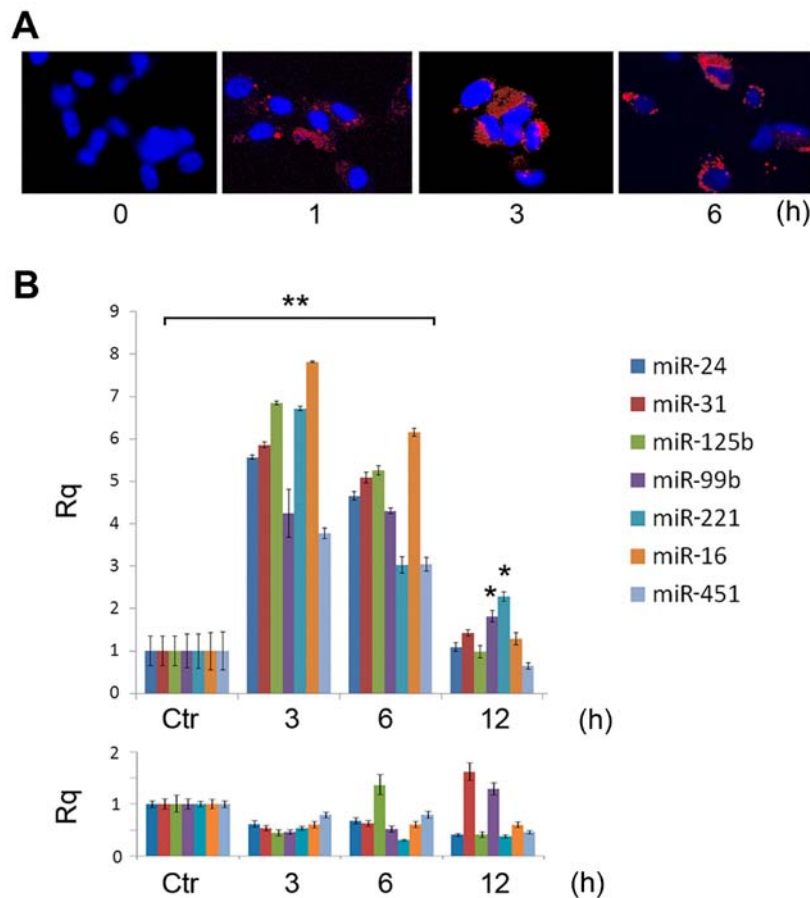 A
0 1 3 6 (h)
B
**
9
8
7
6
5
4
3
2
1
0
Rq
* *
Ctr 3 6 12 (h)
miR-24
miR-31
miR-125b
miR-99b
miR-221
miR-16
miR-451
2
1
0
Rq
Ctr 3 6 12 (h)